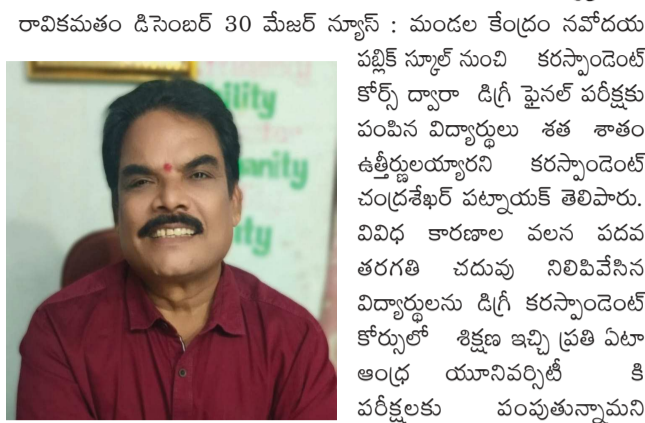 రావికమతం డిసెంబర్ 30 మేజర్ న్యూస్ : మండల కేంద్రం నవోదయ
పబ్లిక్ స్కూల్ నుంచి కరస్పాండెంట్
కోర్స్ ద్వారా డిగ్రీ ఫైనల్ పరీక్షకు
పంపిన విద్యార్థులు శత శాతం
ఉత్తీర్ణులయ్యారని కరస్పాండెంట్
చంద్రశేఖర్ పట్నాయక్ తెలిపారు.
వివిధ కారణాల వలన పదవ
తరగతి చదువు నిలిపివేసిన
విద్యార్థులను డిగ్రీ కరస్పాండెంట్
కోర్సులో శిక్షణ ఇచ్చి ప్రతి ఏటా
ఆంధ్ర యూనివర్సిటీ కి
పరీక్షలకు పంపుతున్నామని